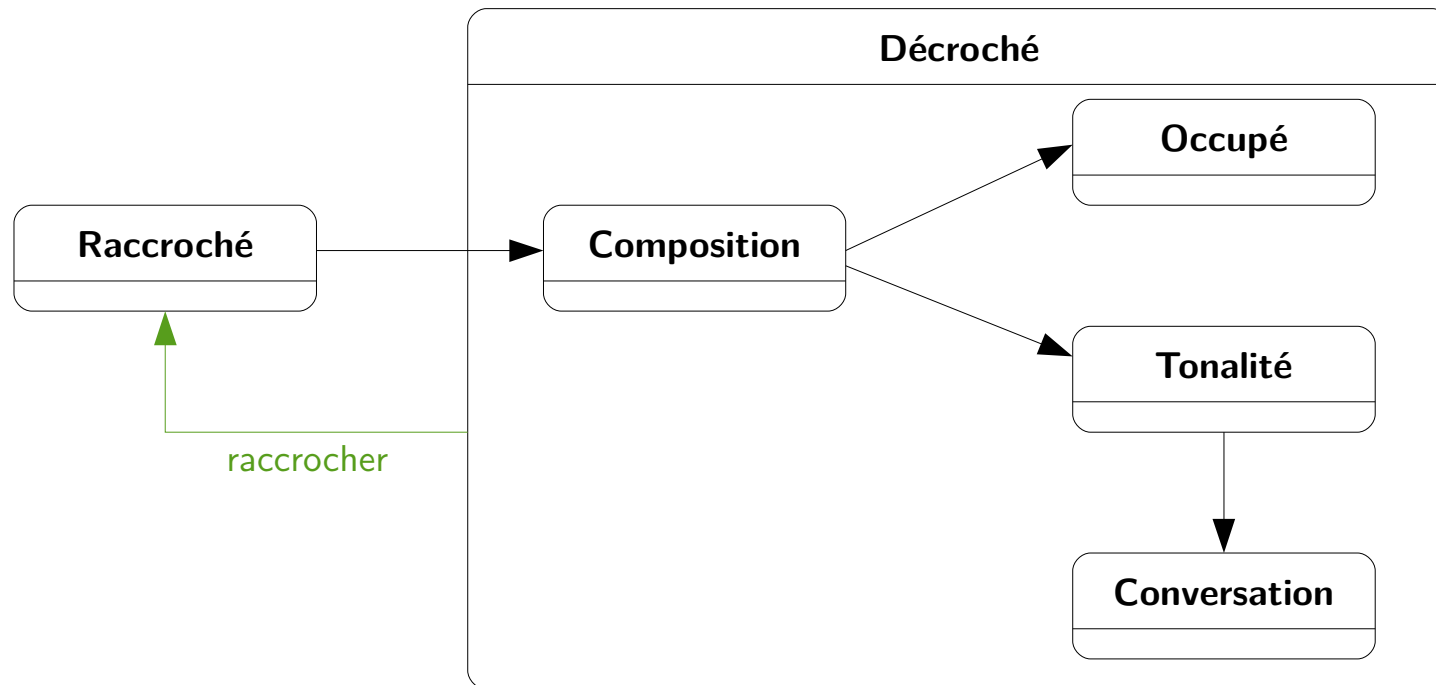 Décroché
Occupé
Raccroché
Composition
Tonalité
raccrocher
Conversation